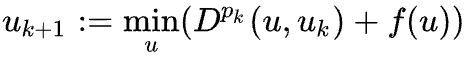 $u_{k+1} := \min_{u} (D^{p_k}(u, u_k) + f(u))$